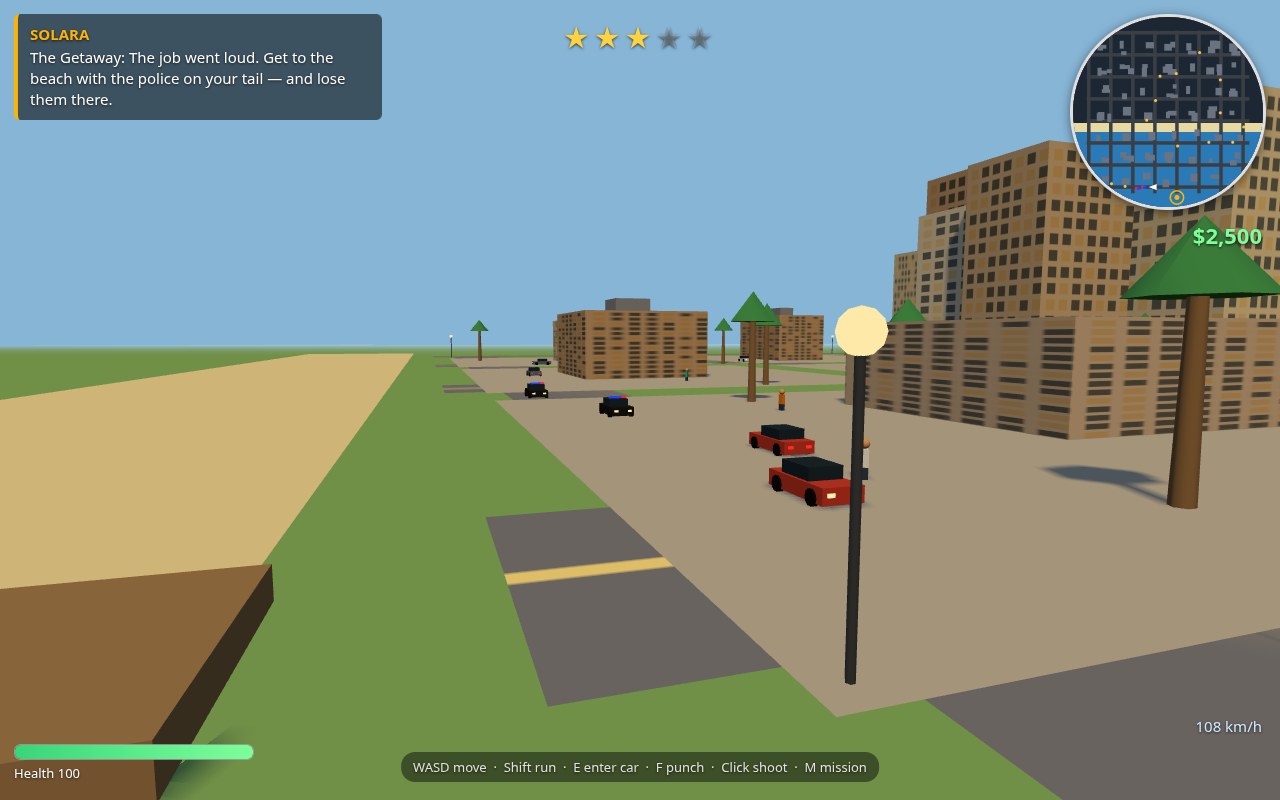 SOLARA
The Getaway: The job went loud. Get to the
beach with the police on your tail — and lose
them there.
$2,500
108 km/h
Health 100
WASD move · Shift run · E enter car · F punch · Click shoot · M mission